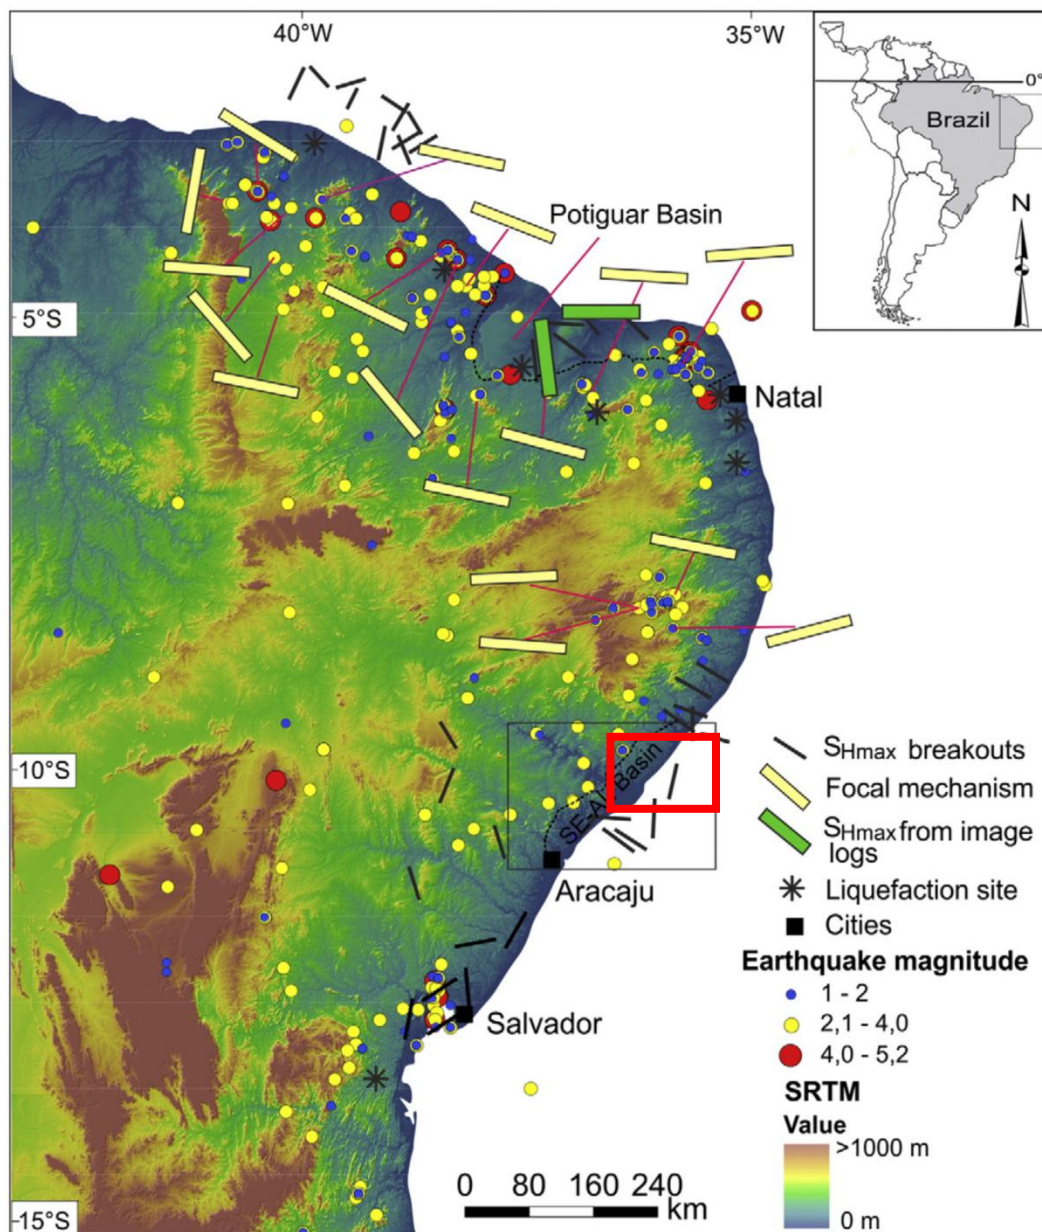 40°W
35°W
0°
Brazil
N
Potiguar Basin
5°S
Natal
10°S
SE-AL Basin
Aracaju
Salvador
15°S
SHmax breakouts
Focal mechanism
SHmax from image
logs
Liquefaction site
Cities
Earthquake magnitude
1 - 2
2,1 - 4,0
4,0 - 5,2
SRTM
Value
>1000 m
0 m
0 80 160 240
km